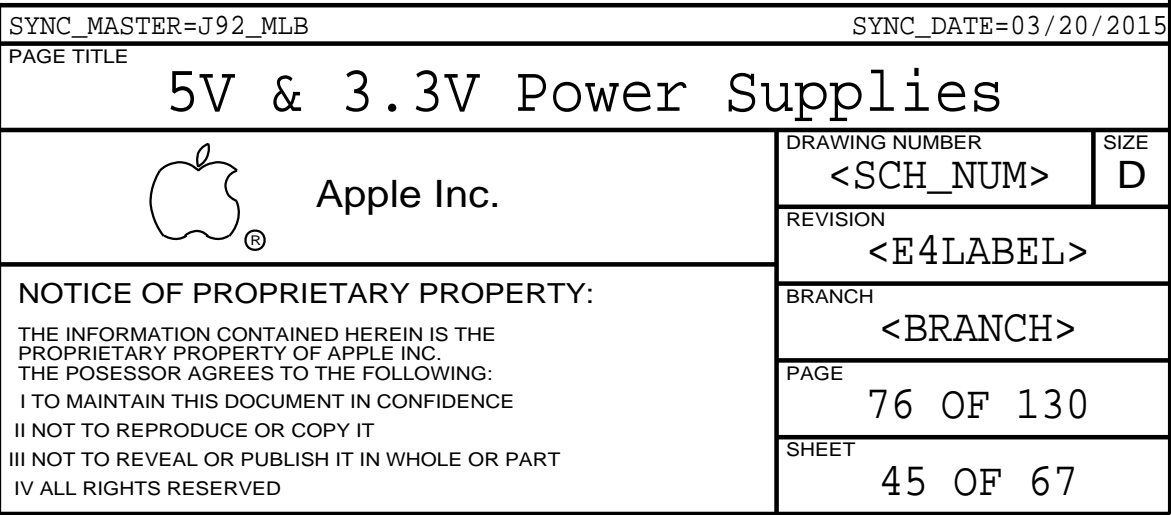 SYNC_MASTER=J92_MLB SYNC_DATE=03/20/2015
PAGE TITLE
5V & 3.3V Power Supplies
Apple Inc.
®
DRAWING NUMBER
<SCH_NUM>
SIZE
D
REVISION
<E4LABEL>
NOTICE OF PROPRIETARY PROPERTY:
THE INFORMATION CONTAINED HEREIN IS THE
PROPRIETARY PROPERTY OF APPLE INC.
THE POSESSOR AGREES TO THE FOLLOWING:
I TO MAINTAIN THIS DOCUMENT IN CONFIDENCE
II NOT TO REPRODUCE OR COPY IT
III NOT TO REVEAL OR PUBLISH IT IN WHOLE OR PART
IV ALL RIGHTS RESERVED
BRANCH
<BRANCH>
PAGE
76 OF 130
SHEET
45 OF 67